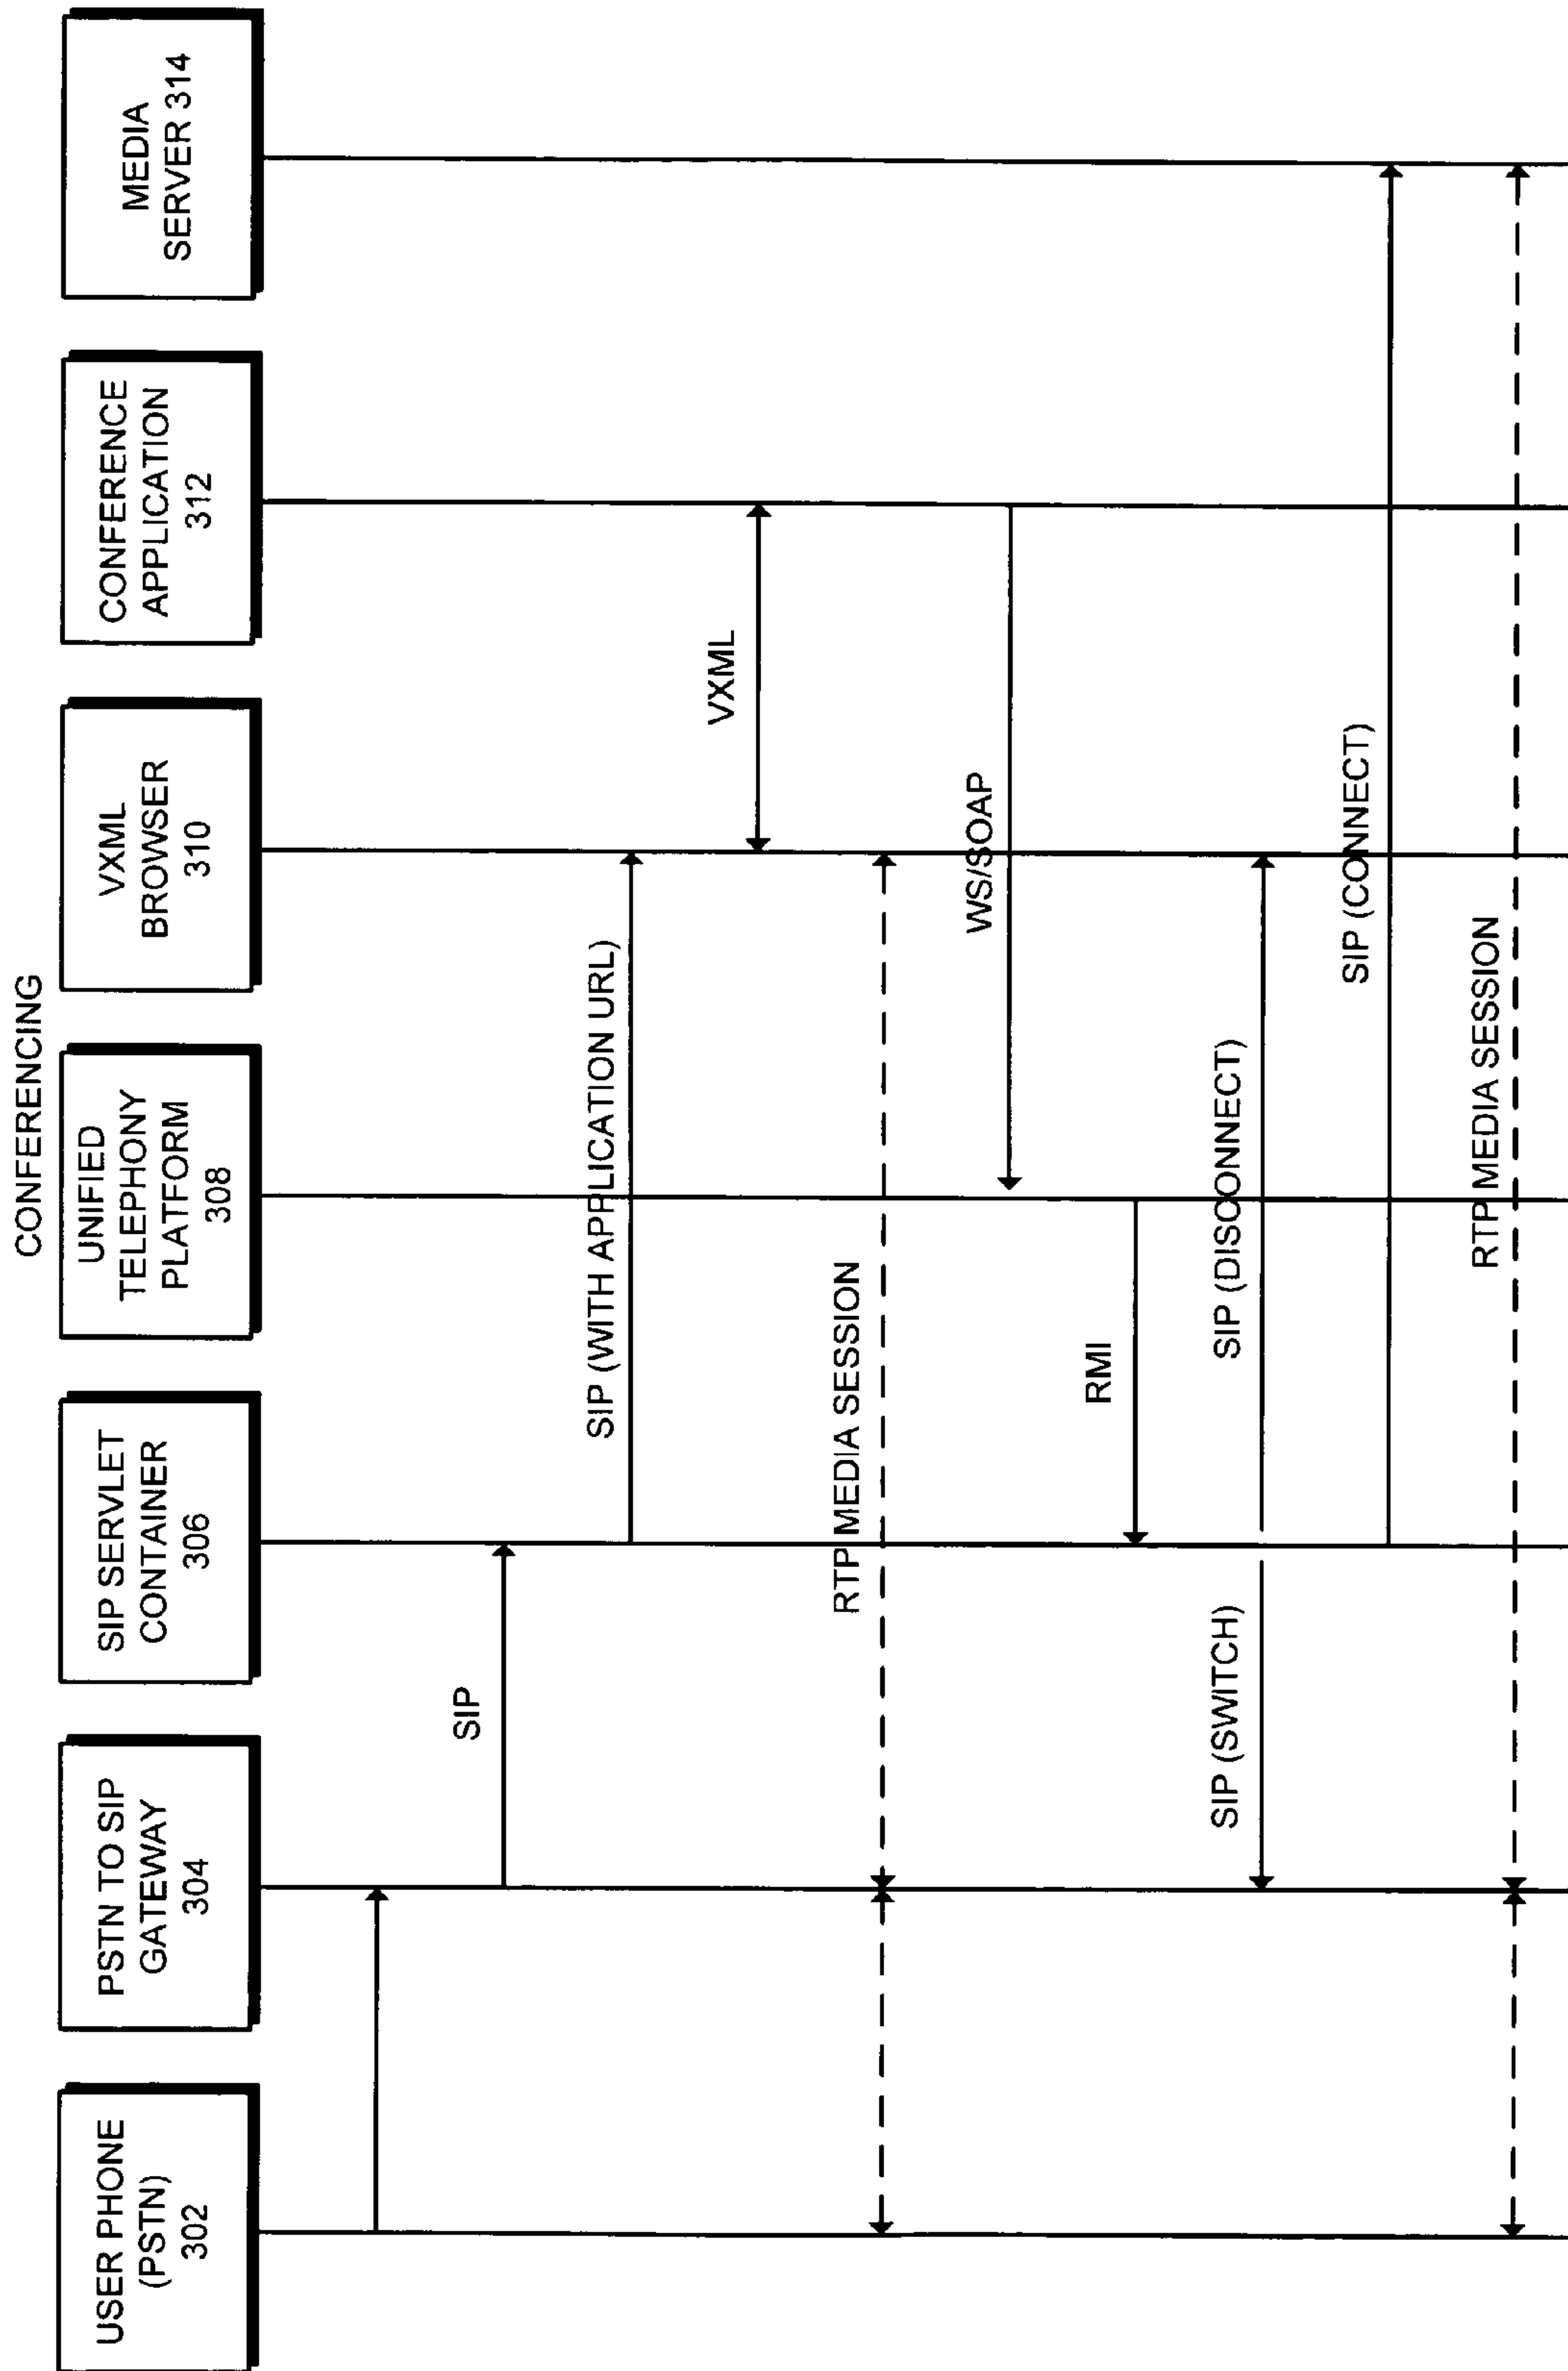 CONFERENCING
USER PHONE
(PSTN)
302
PSTN TO SIP
GATEWAY
304
SIP SERVLET
CONTAINER
306
UNIFIED
TELEPHONY
PLATFORM
308
VXML
BROWSER
310
CONFERENCE
APPLICATION
312
MEDIA
SERVER 314
SIP
SIP (WITH APPLICATION URL)
VXML
RTP MEDIA SESSION
WS/SOAP
RMI
SIP (SWITCH)
SIP (DISONNECT)
SIP (CONNECT)
RTP MEDIA SESSION